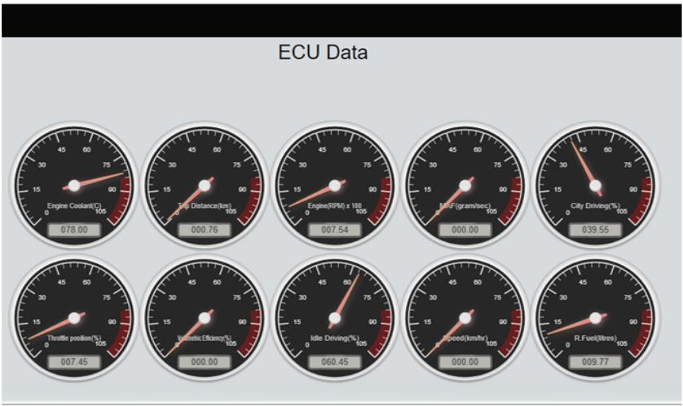 ECU Data
0 15 30 45 60 75 90 105
Engine Coolant(C)
078.00
0 15 30 45 60 75 90 105
Trip Distance(km)
000.76
0 15 30 45 60 75 90 105
Engine(RPM) x 100
007.54
0 15 30 45 60 75 90 105
MAF(gram/sec)
000.00
0 15 30 45 60 75 90 105
City Driving(%)
039.55
0 15 30 45 60 75 90 105
Throttle position(%)
007.45
0 15 30 45 60 75 90 105
Volumetric Efficiency(%)
000.00
0 15 30 45 60 75 90 105
Idle Driving(%)
060.45
0 15 30 45 60 75 90 105
Speed(km/hr)
000.00
0 15 30 45 60 75 90 105
R.Fuel(litres)
009.77